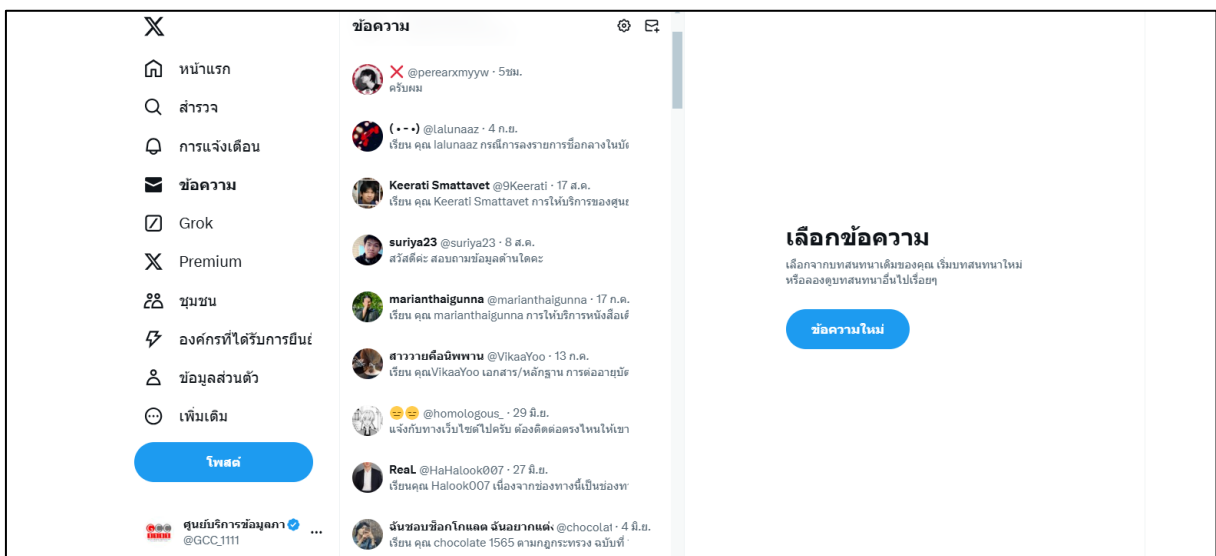 หน้าแรก
สำรวจ
การแจ้งเตือน
ข้อความ
Grok
Premium
ชุมชน
องค์กรที่ได้รับการยืนยั
ข้อมูลส่วนตัว
เพิ่มเติม
โพสต์
ศูนย์บริการข้อมูลภา
@GCC_1111
ข้อความ
@perearxmyyw · 5ชม.
ครับผม
(•--•) @lalunaaz · 4 ก.ย.
เรียน คุณ lalunaaz กรณีการลงรายการชื่อกลางในบัต
Keerati Smattavet @9Keerati · 17 ส.ค.
เรียน คุณ Keerati Smattavet การให้บริการของศูนย
suriya23 @suriya23 · 8 ส.ค.
สวัสดีค่ะ สอบถามข้อมูลด้านใดคะ
marianthaigunna @marianthaigunna · 17 ก.ค.
เรียน คุณ marianthaigunna การให้บริการหนังสือเดิ
สาววายคือนิพพาน @VikaaYoo · 13 ก.ค.
เรียน คุณVikaaYoo เอกสาร/หลักฐาน การต่ออายุบัต
😑😑 @homologous_ · 29 มิ.ย.
แจ้งกับทางเว็บไซต์ไปครับ ต้องติดต่อตรงไหนให้เขา
ReaL @HaHalook007 · 27 มิ.ย.
เรียนคุณ Halook007 เนื่องจากช่องทางนี้เป็นช่องทา
ฉันชอบช็อกโกแลต ฉันอยากแต่ง @chocolat · 4 มิ.ย.
เรียน คุณ chocolate 1565 ตามกฎกระทรวง ฉบับที่
เลือกข้อความ
เลือกจากบทสนทนาเดิมของคุณ เริ่มบทสนทนาใหม่
หรือลองดูบทสนทนาอื่นไปเรื่อยๆ
ข้อความใหม่